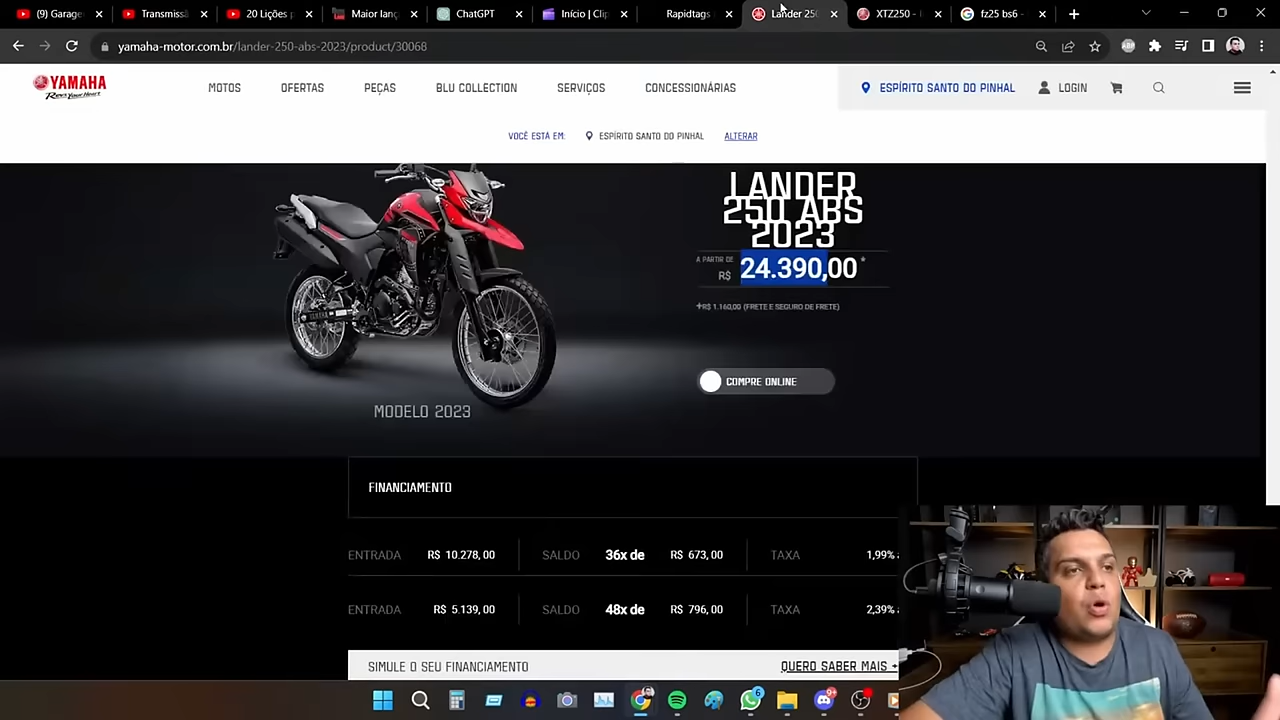 (9) Garage
Transmiss
20 Lições p
Maior lanç
ChatGPT
Início | Clip
Rapidtags
Lander 250
XTZ250 -
fz25 bs6 -
yamaha-motor.com.br/lander-250-abs-2023/product/30068
YAMAHA
Revs Your Heart
MOTOS
OFERTAS
PEÇAS
BLU COLLECTION
SERVIÇOS
CONCESSIONÁRIAS
ESPÍRITO SANTO DO PINHAL
LOGIN
VOCÊ ESTÁ EM:
ESPÍRITO SANTO DO PINHAL
ALTERAR
LANDER
250 ABS
2023
A PARTIR DE
R$ 24.390,00 *
+R$ 1.160,00 (FRETE E SEGURO DE FRETE)
COMPRE ONLINE
MODELO 2023
FINANCIAMENTO
ENTRADA R$ 10.278,00 SALDO 36x de R$ 673,00 TAXA 1,99%
ENTRADA R$ 5.139,00 SALDO 48x de R$ 796,00 TAXA 2,39%
SIMULE O SEU FINANCIAMENTO
QUERO SABER MAIS +